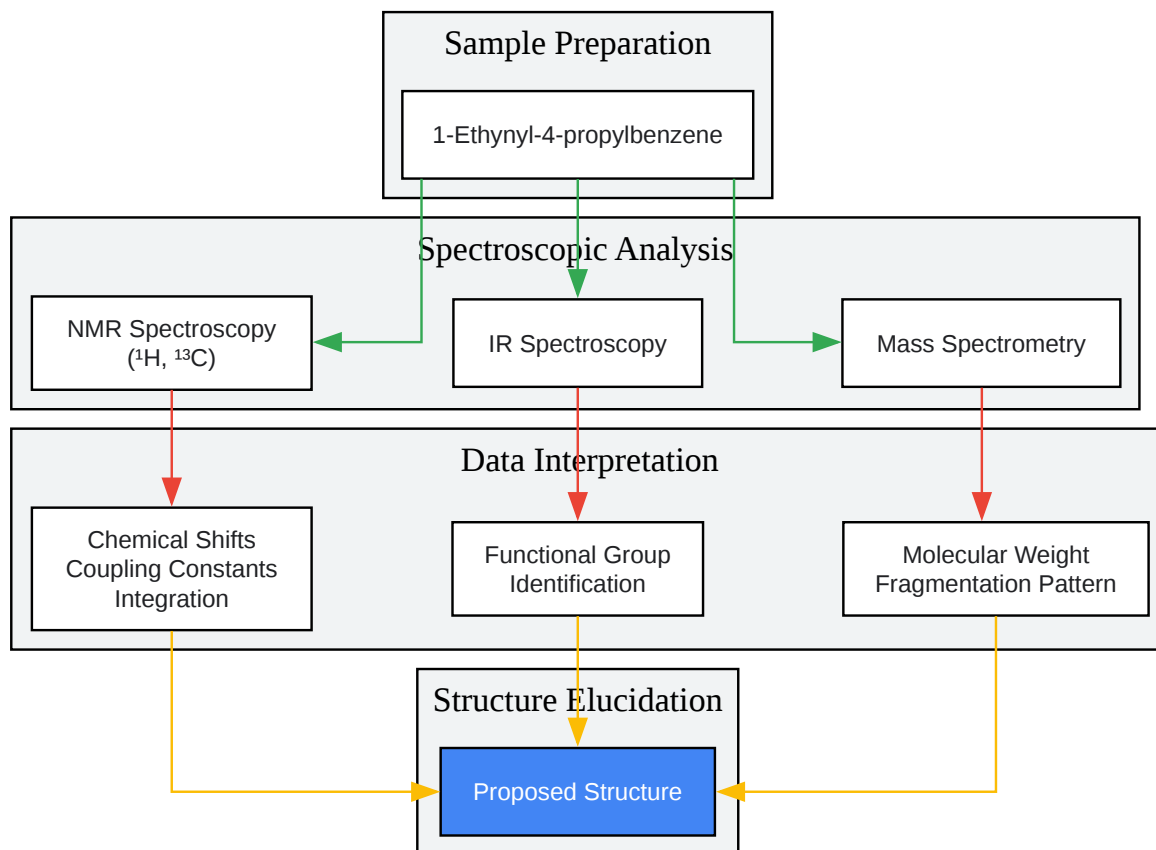 Sample Preparation
1-Ethynyl-4-propylbenzene
Spectroscopic Analysis
NMR Spectroscopy
(¹H, ¹³C)
IR Spectroscopy
Mass Spectrometry
Data Interpretation
Chemical Shifts
Coupling Constants
Integration
Functional Group
Identification
Molecular Weight
Fragmentation Pattern
Structure Elucidation
Proposed Structure